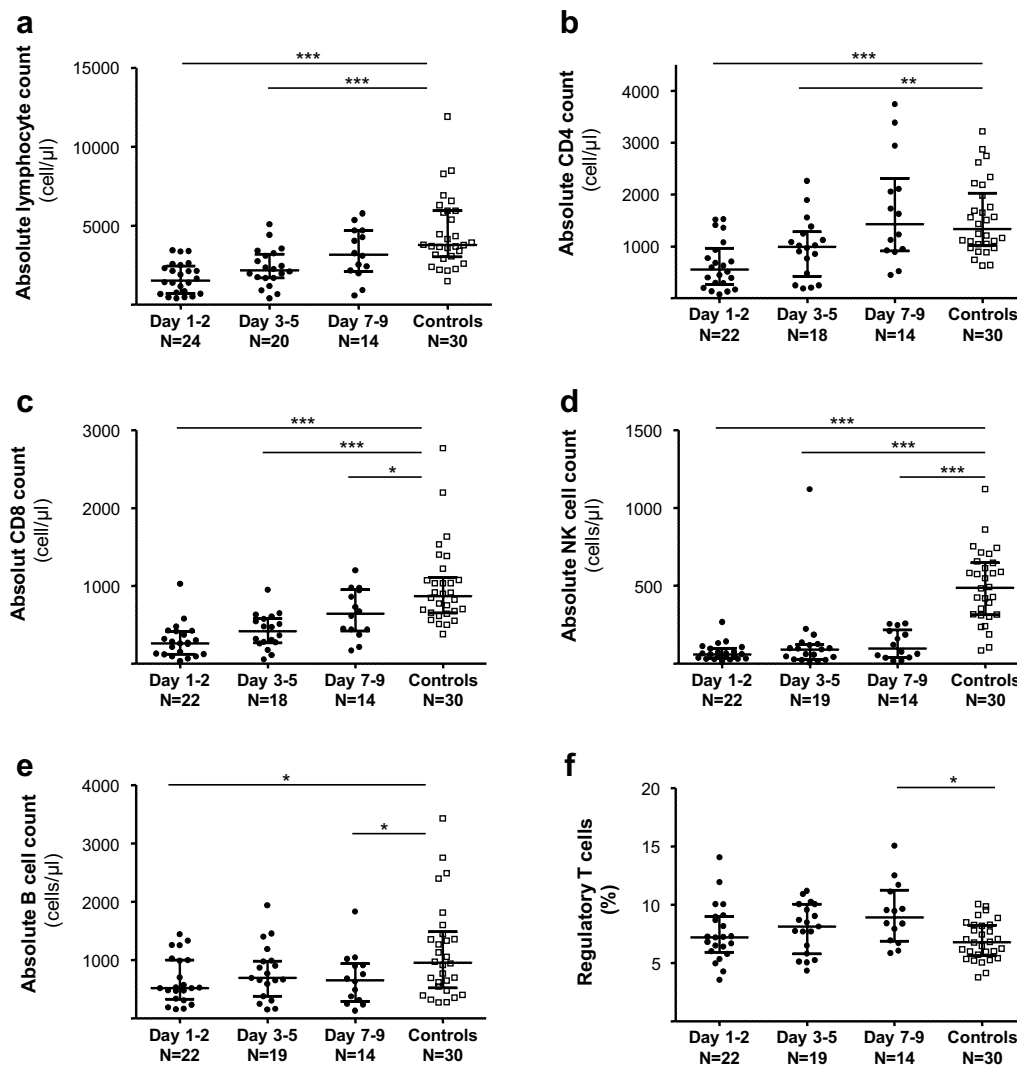 a
Absolute lymphocyte count
(cell/µl)
15000
10000
5000
0
***
***
Day 1-2
N=24
Day 3-5
N=20
Day 7-9
N=14
Controls
N=30
b
Absolute CD4 count
(cell/µl)
4000
3000
2000
1000
0
***
**
Day 1-2
N=22
Day 3-5
N=18
Day 7-9
N=14
Controls
N=30
c
Absolut CD8 count
(cell/µl)
3000
2000
1000
0
***
***
*
Day 1-2
N=22
Day 3-5
N=18
Day 7-9
N=14
Controls
N=30
d
Absolute NK cell count
(cells/µl)
1500
1000
500
0
***
***
***
Day 1-2
N=22
Day 3-5
N=19
Day 7-9
N=14
Controls
N=30
e
Absolute B cell count
(cells/µl)
4000
3000
2000
1000
0
*
*
Day 1-2
N=22
Day 3-5
N=19
Day 7-9
N=14
Controls
N=30
f
Regulatory T cells
(%)
20
15
10
5
0
*
Day 1-2
N=22
Day 3-5
N=19
Day 7-9
N=14
Controls
N=30